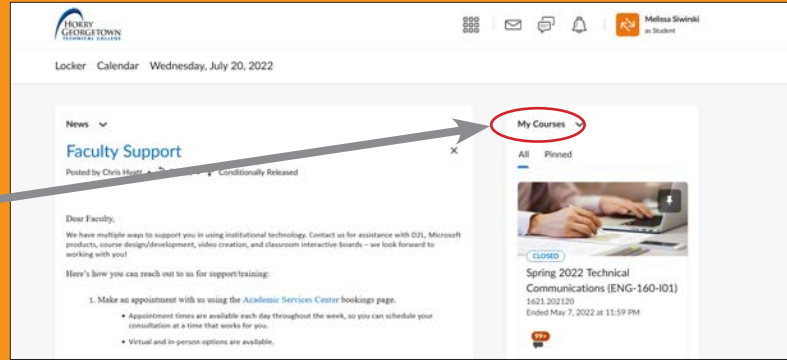 HORRY
GEORGETOWN
TECHNICAL COLLEGE
Melissa Siwirski
as Student
Locker Calendar Wednesday, July 20, 2022
News
Faculty Support
Posted by Chris Hyatt • Conditionally Released
Dear Faculty,
We have multiple ways to support you in using institutional technology. Contact us for assistance with D2L, Microsoft
products, course design/development, video creation, and classroom interactive boards – we look forward to
working with you!
Here's how you can reach out to us for support/training:
1. Make an appointment with us using the Academic Services Center bookings page.
• Appointment times are available each day throughout the week, so you can schedule your
consultation at a time that works for you.
• Virtual and in-person options are available.
My Courses
All Pinned
CLOSED
Spring 2022 Technical
Communications (ENG-160-I01)
1621.202120
Ended May 7, 2022 at 11:59 PM
99+